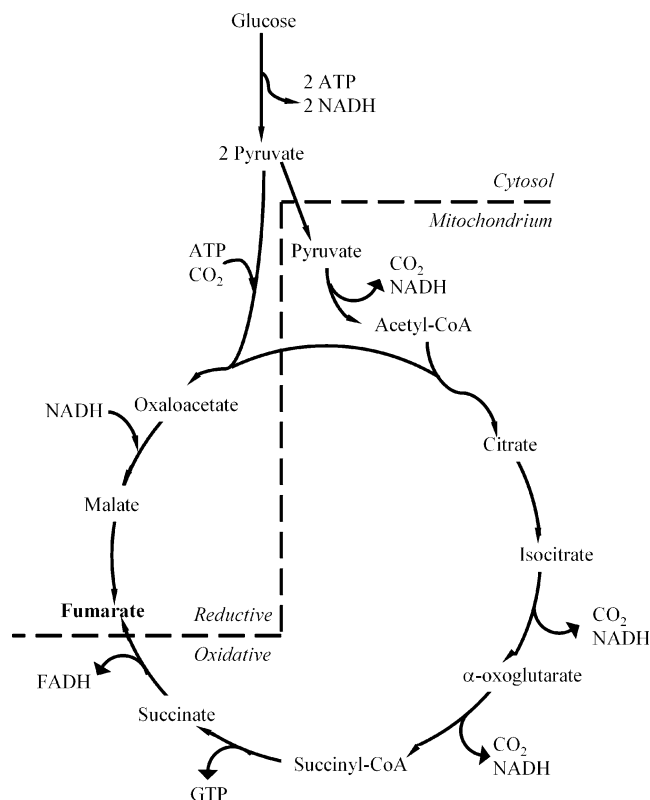 Glucose
2 ATP
2 NADH
2 Pyruvate
Cytosol
Mitochondrium
ATP
CO₂
Pyruvate
CO₂
NADH
Acetyl-CoA
NADH
Oxaloacetate
Citrate
Malate
Isocitrate
Fumarate
Reductive
CO₂
NADH
Oxidative
FADH
α-oxoglutarate
Succinate
CO₂
NADH
Succinyl-CoA
GTP